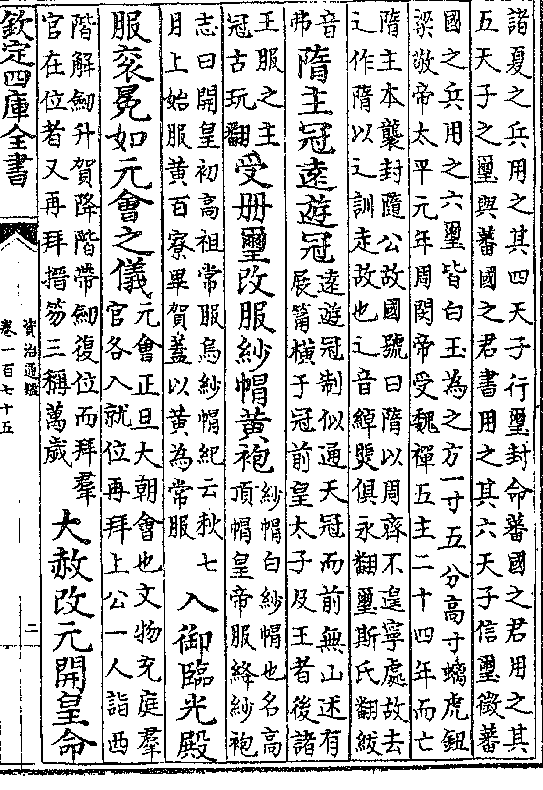 諸夏之兵用之其四天子行璽封命蕃國之君用之其
五天子之璽與蕃國之君書用之其六天子信璽徵蕃
國之兵用之六璽皆白玉為之方一寸五分高寸螭虎鈕
梁敬帝太平元年周閔帝受魏禪五主二十四年而亡
隋主本襲封隨公故國號曰隋以周齊不遑寧處故去
辶作隋以辶訓走故也辶音綽煚俱永翻璽斯氏翻紱
音
弗
隋主冠遠遊冠
遠遊冠制似通天冠而前無山述有
展筩橫于冠前皇太子及王者後諸
王服之主
冠古玩翻
受册璽改服紗帽黄袍
紗帽白紗帽也名高
頂帽皇帝服絳紗袍
志曰開皇初高祖常服烏紗帽紀云秋七
月上始服黄百寮畢賀蓋以黄為常服
入御臨光殿
服衮冕如元會之儀
元會正旦大朝會也文物充庭羣
官各入就位再拜上公一人詣西
階解劒升賀降階帶劒復位而拜羣
官在位者又再拜搢笏三稱萬歲
大赦改元開皇命
欽定四庫全書
資治通鑑
卷一百七十五
二